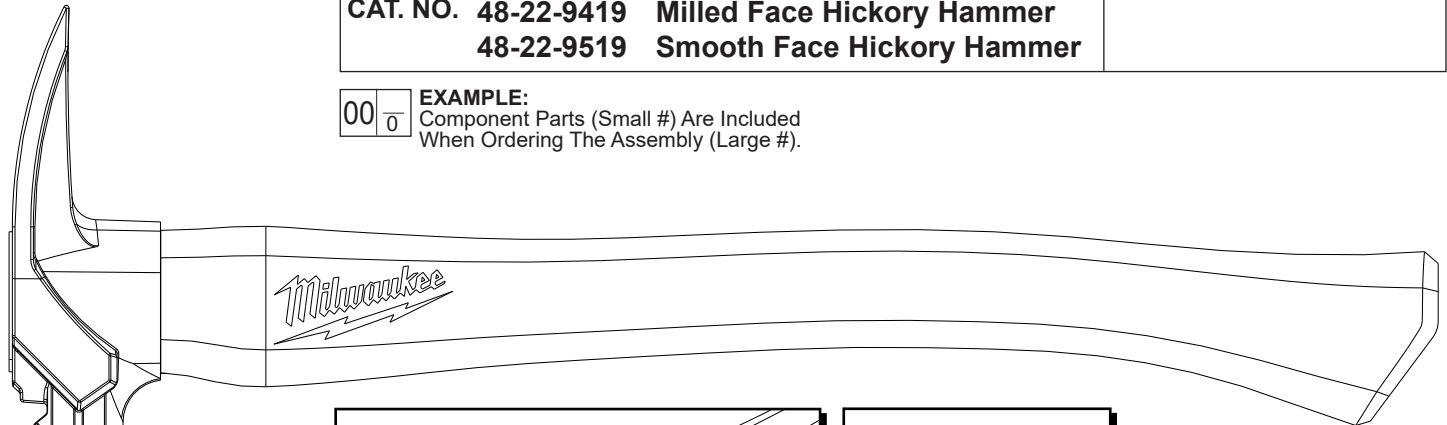 CAT. NO. 48-22-9419 Milled Face Hickory Hammer
48-22-9519 Smooth Face Hickory Hammer
00 0
EXAMPLE:
Component Parts (Small #) Are Included
When Ordering The Assembly (Large #).
Milwaukee